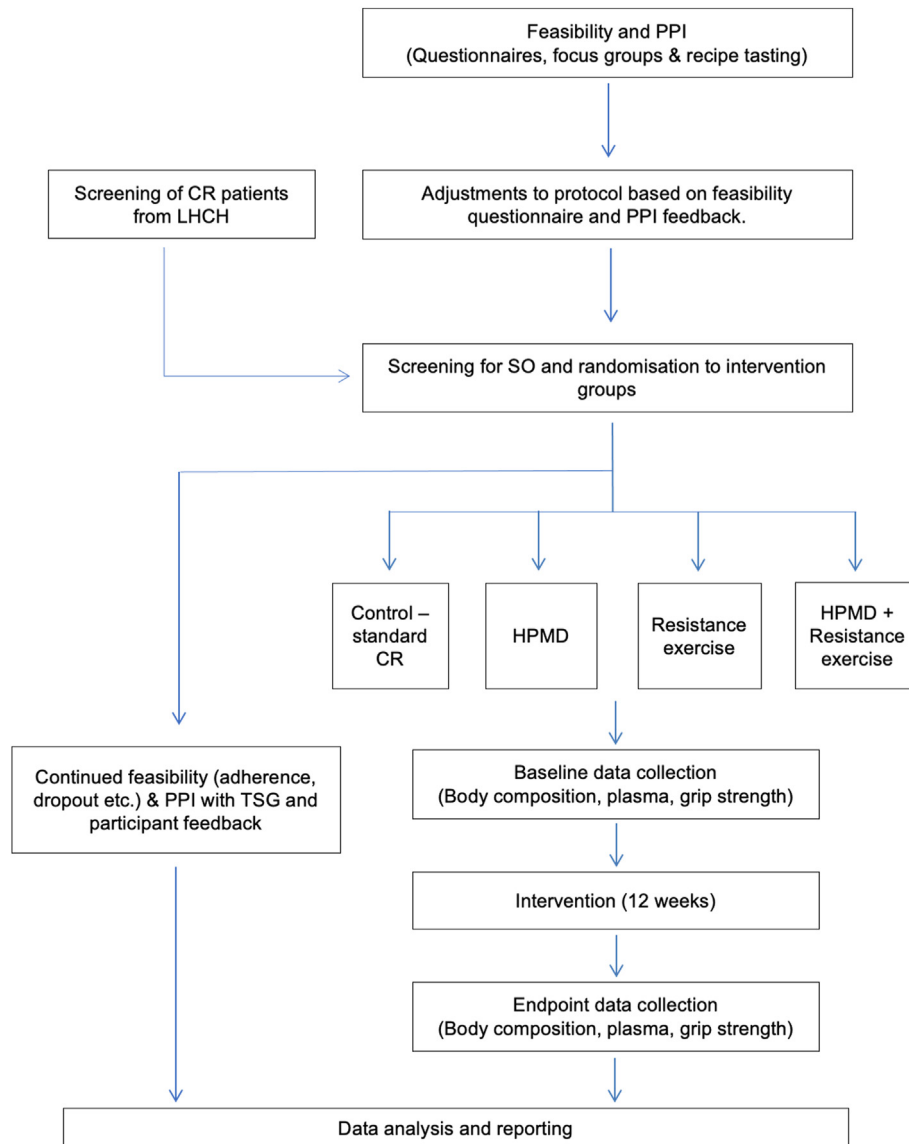 Feasibility and PPI
(Questionnaires, focus groups & recipe tasting)
Screening of CR patients
from LHCH
Adjustments to protocol based on feasibility
questionnaire and PPI feedback.
Screening for SO and randomisation to intervention
groups
Control –
standard
CR
HPMD
Resistance
exercise
HPMD +
Resistance
exercise
Continued feasibility (adherence,
dropout etc.) & PPI with TSG and
participant feedback
Baseline data collection
(Body composition, plasma, grip strength)
Intervention (12 weeks)
Endpoint data collection
(Body composition, plasma, grip strength)
Data analysis and reporting